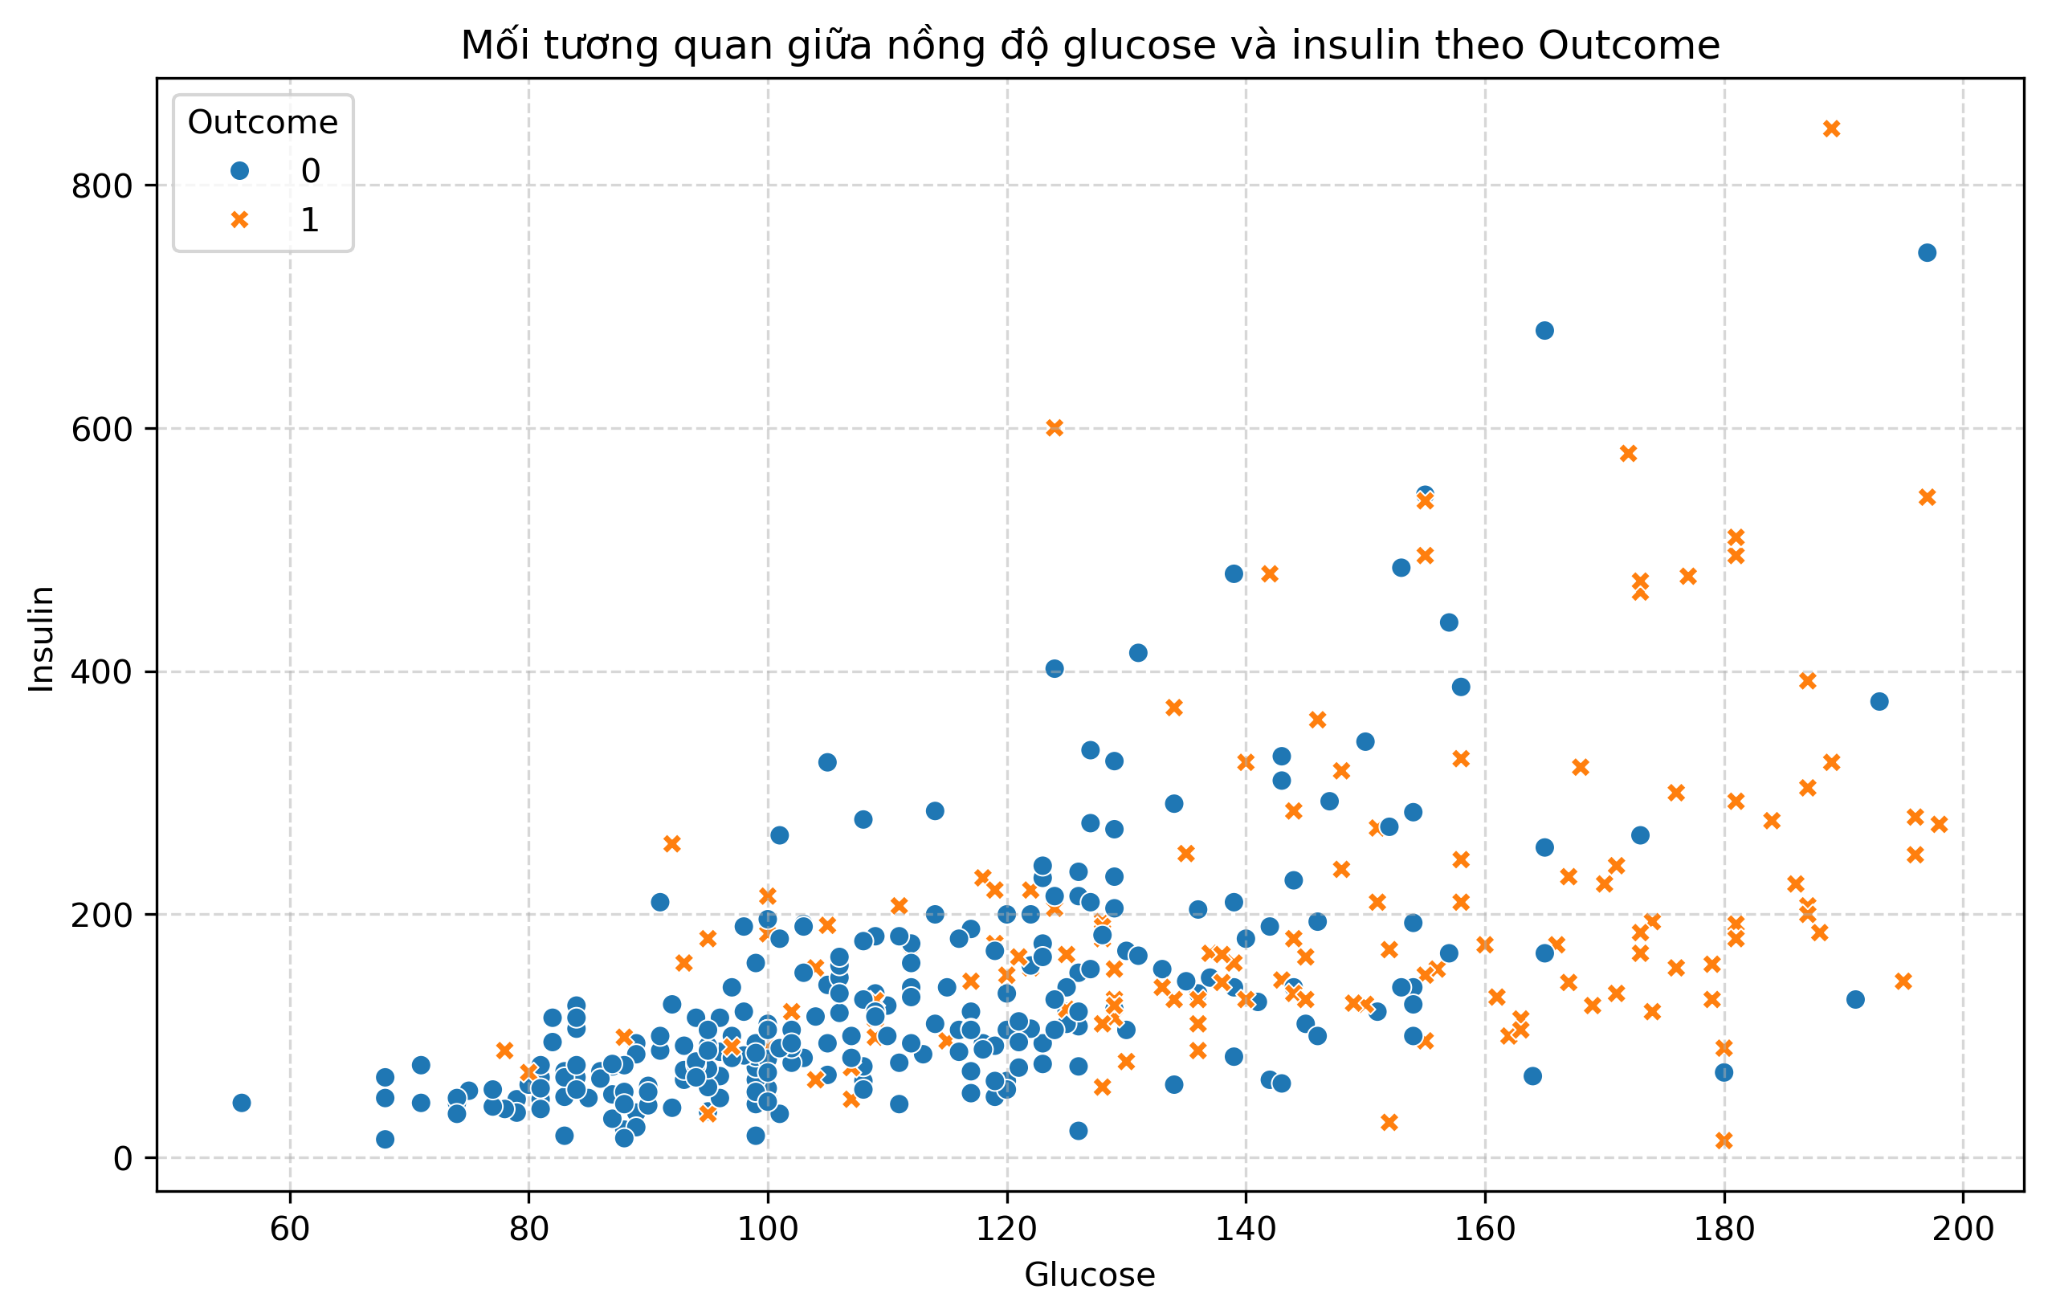 Mối tương quan giữa nồng độ glucose và insulin theo Outcome
Outcome
0
1
800
600
400
200
0
Insulin
60 80 100 120 140 160 180 200
Glucose